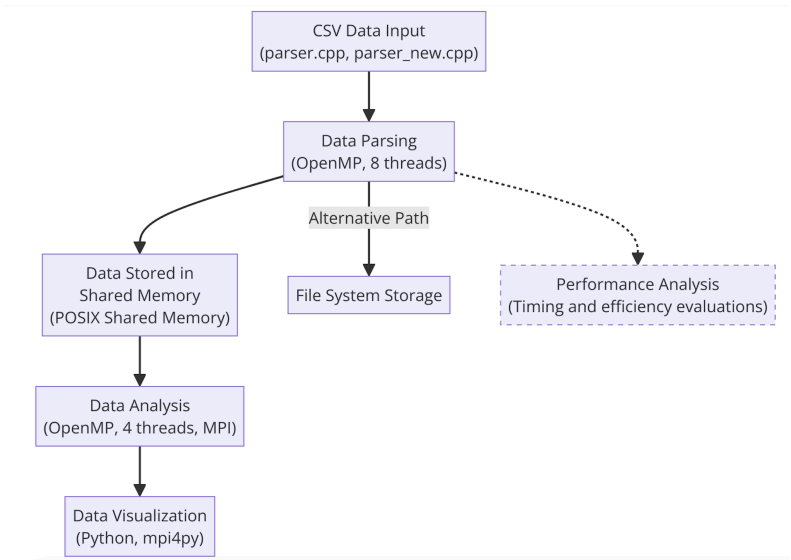 CSV Data Input
(parser.cpp, parser_new.cpp)
Data Parsing
(OpenMP, 8 threads)
Alternative Path
Data Stored in
Shared Memory
(POSIX Shared Memory)
File System Storage
Performance Analysis
(Timing and efficiency evaluations)
Data Analysis
(OpenMP, 4 threads, MPI)
Data Visualization
(Python, mpi4py)